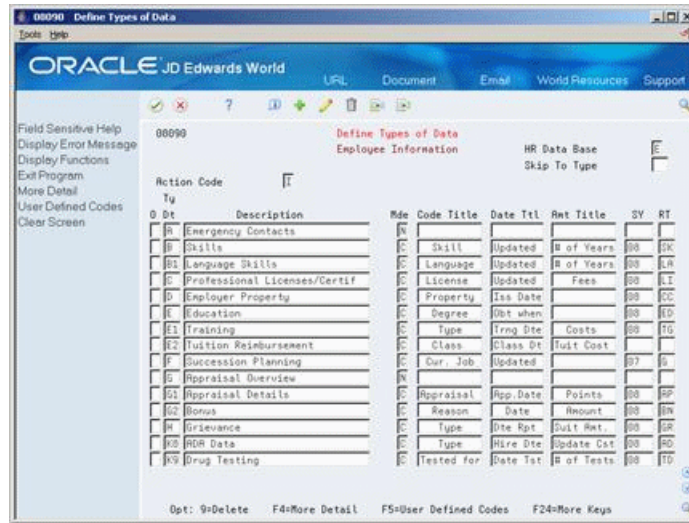 08090 Define Types of Data
Tools Help
ORACLE JD Edwards World
URL Document Email World Resources Support
Field Sensitive Help
Display Error Message
Display Functions
Exit Program
More Detail
User Defined Codes
Clear Screen
08090 Define Types of Data
Employee Information HR Data Base E
Skip To Type
Action Code I
Ty
O Dt Description Mde Code Title Date Ttl Amt Title SY RT
A Emergency Contacts N
B Skills C Skill Updated # of Years 08 SK
B1 Language Skills C Language Updated # of Years 08 LA
C Professional Licenses/Certif C License Updated Fees 08 LI
D Employer Property C Property Iss Date 08 CC
E Education C Degree Obt when 08 ED
E1 Training C Type Trng Dte Costs 08 TG
E2 Tuition Reimbursement C Class Class Dt Tuit Cost
F Succession Planning C Cur. Job Updated 07 G
G Appraisal Overview N
G1 Appraisal Details C Appraisal App.Date Points 08 AP
G2 Bonus C Reason Date Amount 08 BN
H Grievance C Type Dte Rpt Suit Amt. 08 GR
K8 ADA Data C Type Hire Dte Update Cst 08 AD
K9 Drug Testing C Tested for Date Tst # of Tests 08 TD
Opt: 9=Delete F4=More Detail F5=User Defined Codes F24=More Keys